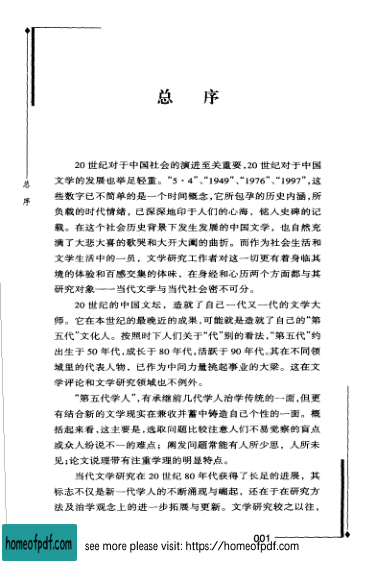 总 序
总
序
20 世纪对于中国社会的演进至关重要,20 世纪对于中国
文学的发展也举足轻重。“5·4”、“1949”、“1976”、“1997”,这
些数字已不简单的是一个时间概念,它所包孕的历史内涵,所
负载的时代情绪，已深深地印于人们的心海，铭人史碑的记
载。在这个社会历史背景下发生发展的中国文学，也自然充
满了大悲大喜的歌哭和大开大阖的曲折。而作为社会生活和
文学生活中的一员，文学研究工作者对这一切更有着身临其
境的体验和百感交集的体味，在身经和心历两个方面都与其
研究对象——当代文学与当代社会密不可分。
20 世纪的中国文坛，造就了自己一代又一代的文学大
师。它在本世纪的最晚近的成果,可能就是造就了自己的“第
五代”文化人。按照时下人们关于“代”别的看法,“第五代”约
出生于 50 年代,成长于 80 年代,活跃于 90 年代。其在不同领
域里的代表人物，已作为中间力量挑起事业的大梁。这在文
学评论和文学研究领域也不例外。
“第五代学人”,有承继前几代学人治学传统的一面,但更
有结合新的文学现实在兼收并蓄中铸造自己个性的一面。概
括起来看,这主要是,选取问题比较注意人们不易觉察的盲点
或众人纷说不一的难点；阐发问题常能有人所少思，人所未
见;论文说理带有注重学理的明显特点。
当代文学研究在 20 世纪 80 年代获得了长足的进展，其
标志不仅是新一代学人的不断涌现与崛起，还在于在研究方
法及治学观念上的进一步拓展与更新。文学研究较之以往，
001
homeofpdf.com
see more please visit: https://homeofpdf.com